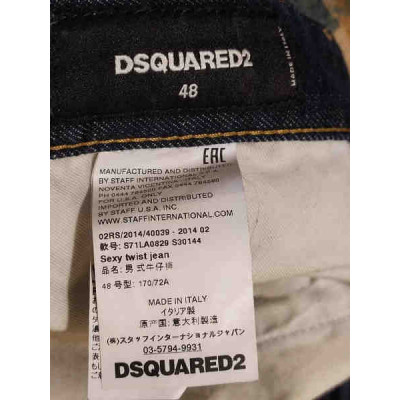 DSQUARED2
48
MADE IN ITALY
EAC
MANUFACTURED AND DISTRIBUTED
BY STAFF INTERNATIONAL S.P.A.
NOVENTA VICENTINA, ITALY
FOR U.S.A. ONLY
IMPORTED AND DISTRIBUTED
BY STAFF U.S.A. INC.
WWW.STAFFINTERNATIONAL.COM
02RS/2014/40039 - 2014 02
款号: S71LA0829 S30144
Sexy twist jean
品名: 男式牛仔裤
48 号型: 170/72A
MADE IN ITALY
イタリア製
原产国: 意大利製造
(株)スタッフインターナショナルジャパン
03-5794-9931
DSQUARED2